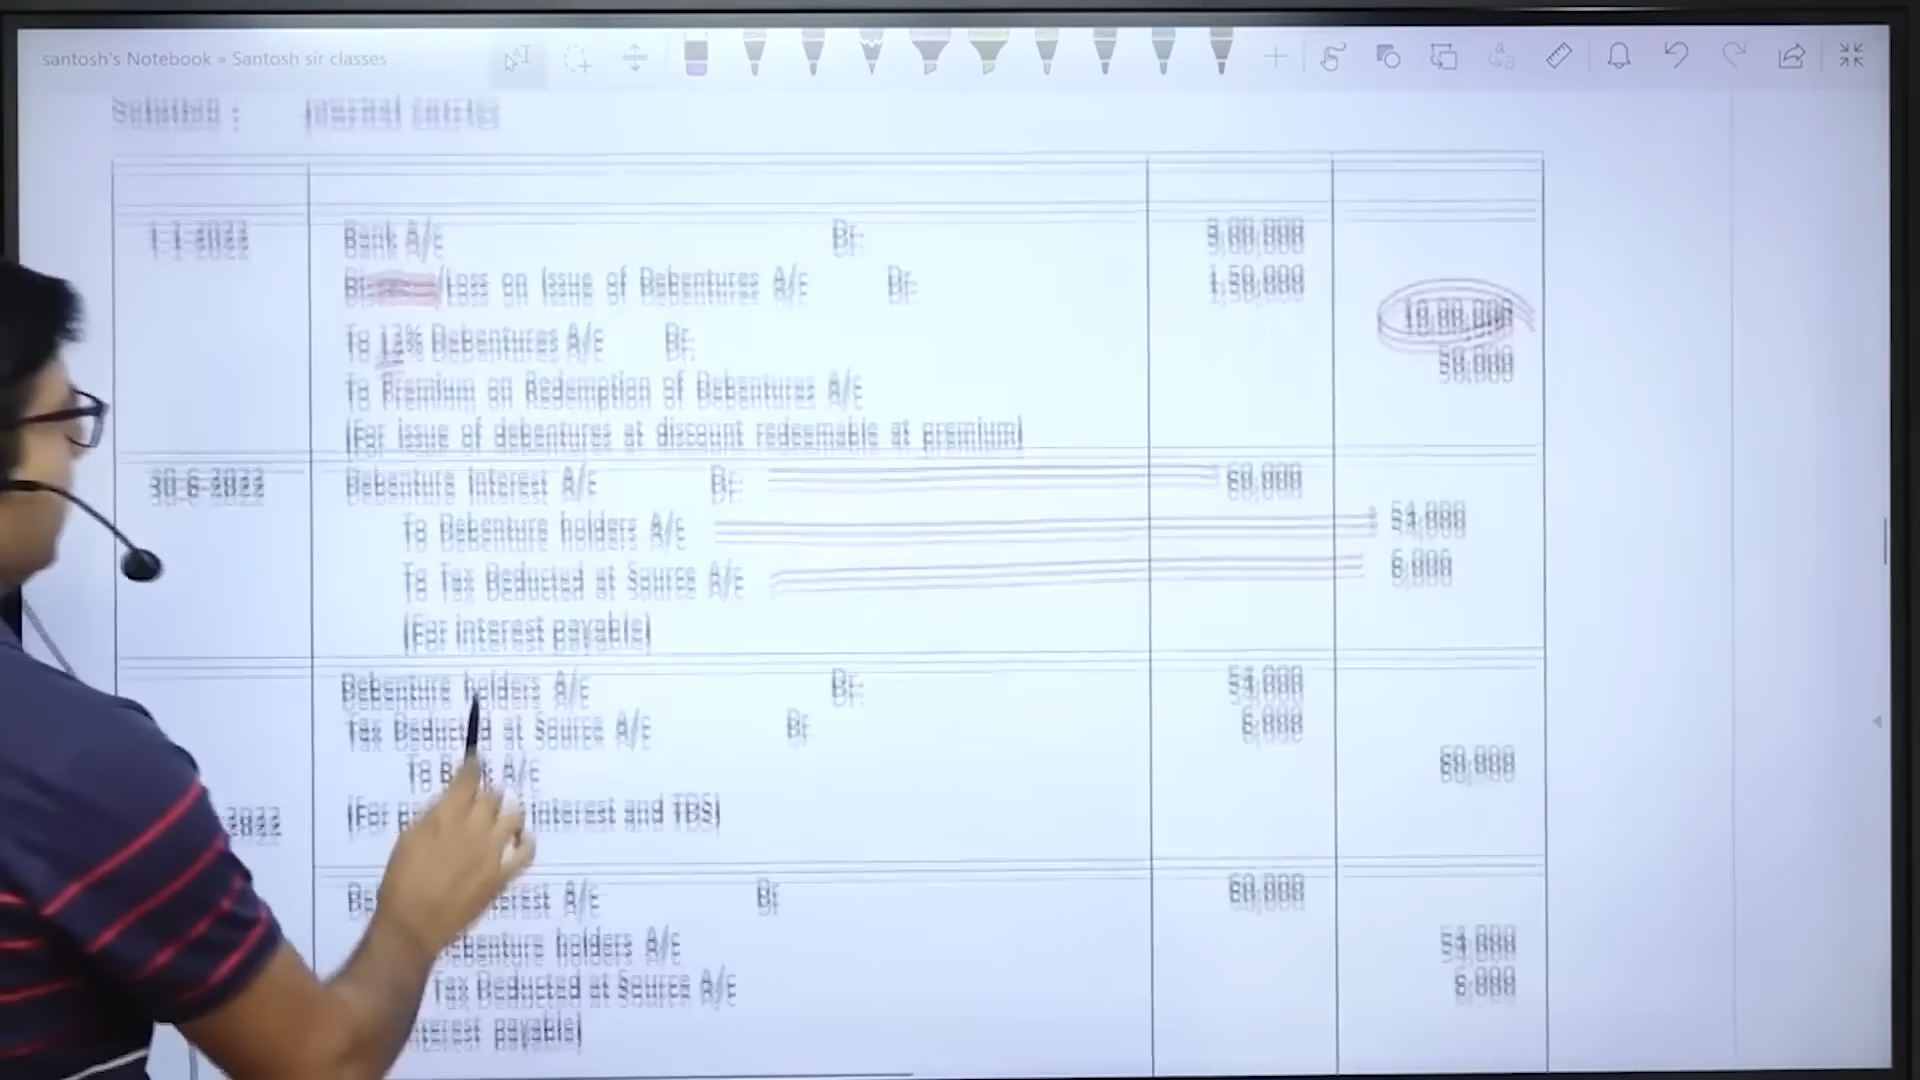 santosh's Notebook » Santosh sir classes
Solution : Journal Entries
1-1-2022 Bank A/c Dr. 9,00,000
/Loss on Issue of Debentures A/c Dr. 1,50,000
To 12% Debentures A/c Dr. 10,00,000
To Premium on Redemption of Debentures A/c 50,000
(For issue of debentures at discount redeemable at premium)
30-6-2022 Debenture Interest A/c Dr. 60,000
To Debenture holders A/c 54,000
To Tax Deducted at Source A/c 6,000
(For interest payable)
Debenture holders A/c Dr. 54,000
Tax Deducted at Source A/c Dr 6,000
To Bank A/c 60,000
(For interest and TDS)
2022
A/c Dr 60,000
Debenture holders A/c 54,000
Tax Deducted at Source A/c 6,000
payable)